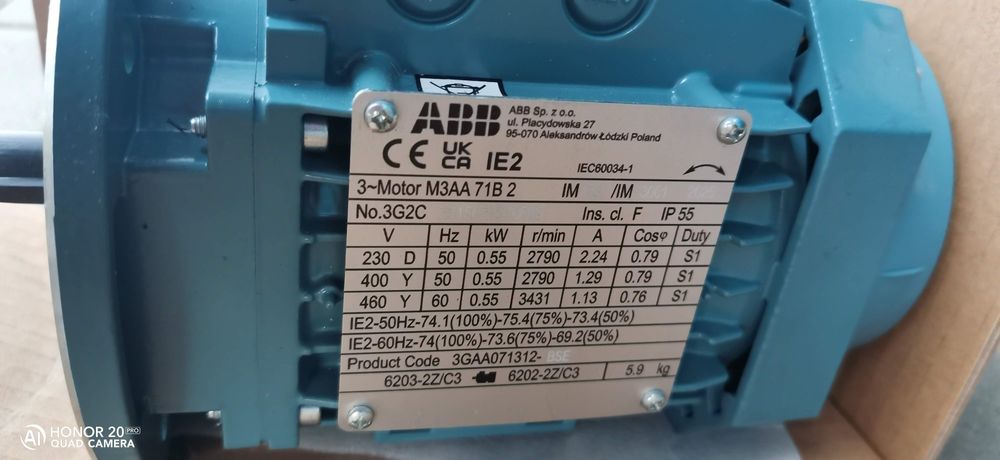 ABB
ABB Sp. z o.o.
ul. Placydowska 27
95-070 Aleksandrów Łódzki Poland
CE UK CA IE2 IEC60034-1
3~Motor M3AA 71B 2 IM /IM
No.3G2C Ins. cl. F IP 55
V Hz kW r/min A Cosφ Duty
230 D 50 0.55 2790 2.24 0.79 S1
400 Y 50 0.55 2790 1.29 0.79 S1
460 Y 60 0.55 3431 1.13 0.76 S1
IE2-50Hz-74.1(100%)-75.4(75%)-73.4(50%)
IE2-60Hz-74(100%)-73.6(75%)-69.2(50%)
Product Code 3GAA071312-BSE
6203-2Z/C3 6202-2Z/C3 5.9 kg
AI HONOR 20 PRO
QUAD CAMERA